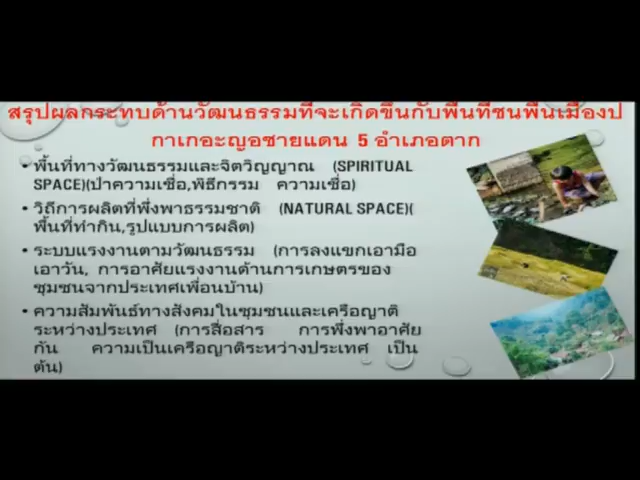 สรุปผลกระทบด้านวัฒนธรรมที่จะเกิดขึ้นกับพื้นที่ชนพื้นเมืองป
กาเกอะญอชายแดน 5 อำเภอตาก
• พื้นที่ทางวัฒนธรรมและจิตวิญญาณ (SPIRITUAL
SPACE)(ป่าความเชื่อ,พิธีกรรม ความเชื่อ)
• วิถีการผลิตที่พึ่งพาธรรมชาติ (NATURAL SPACE)(
พื้นที่ทำกิน,รูปแบบการผลิต)
• ระบบแรงงานตามวัฒนธรรม (การลงแขกเอามือ
เอาวัน, การอาศัยแรงงานด้านการเกษตรของ
ชุมชนจากประเทศเพื่อนบ้าน)
• ความสัมพันธ์ทางสังคมในชุมชนและเครือญาติ
ระหว่างประเทศ (การสื่อสาร การพึ่งพาอาศัย
กัน ความเป็นเครือญาติระหว่างประเทศ เป็น
ต้น)